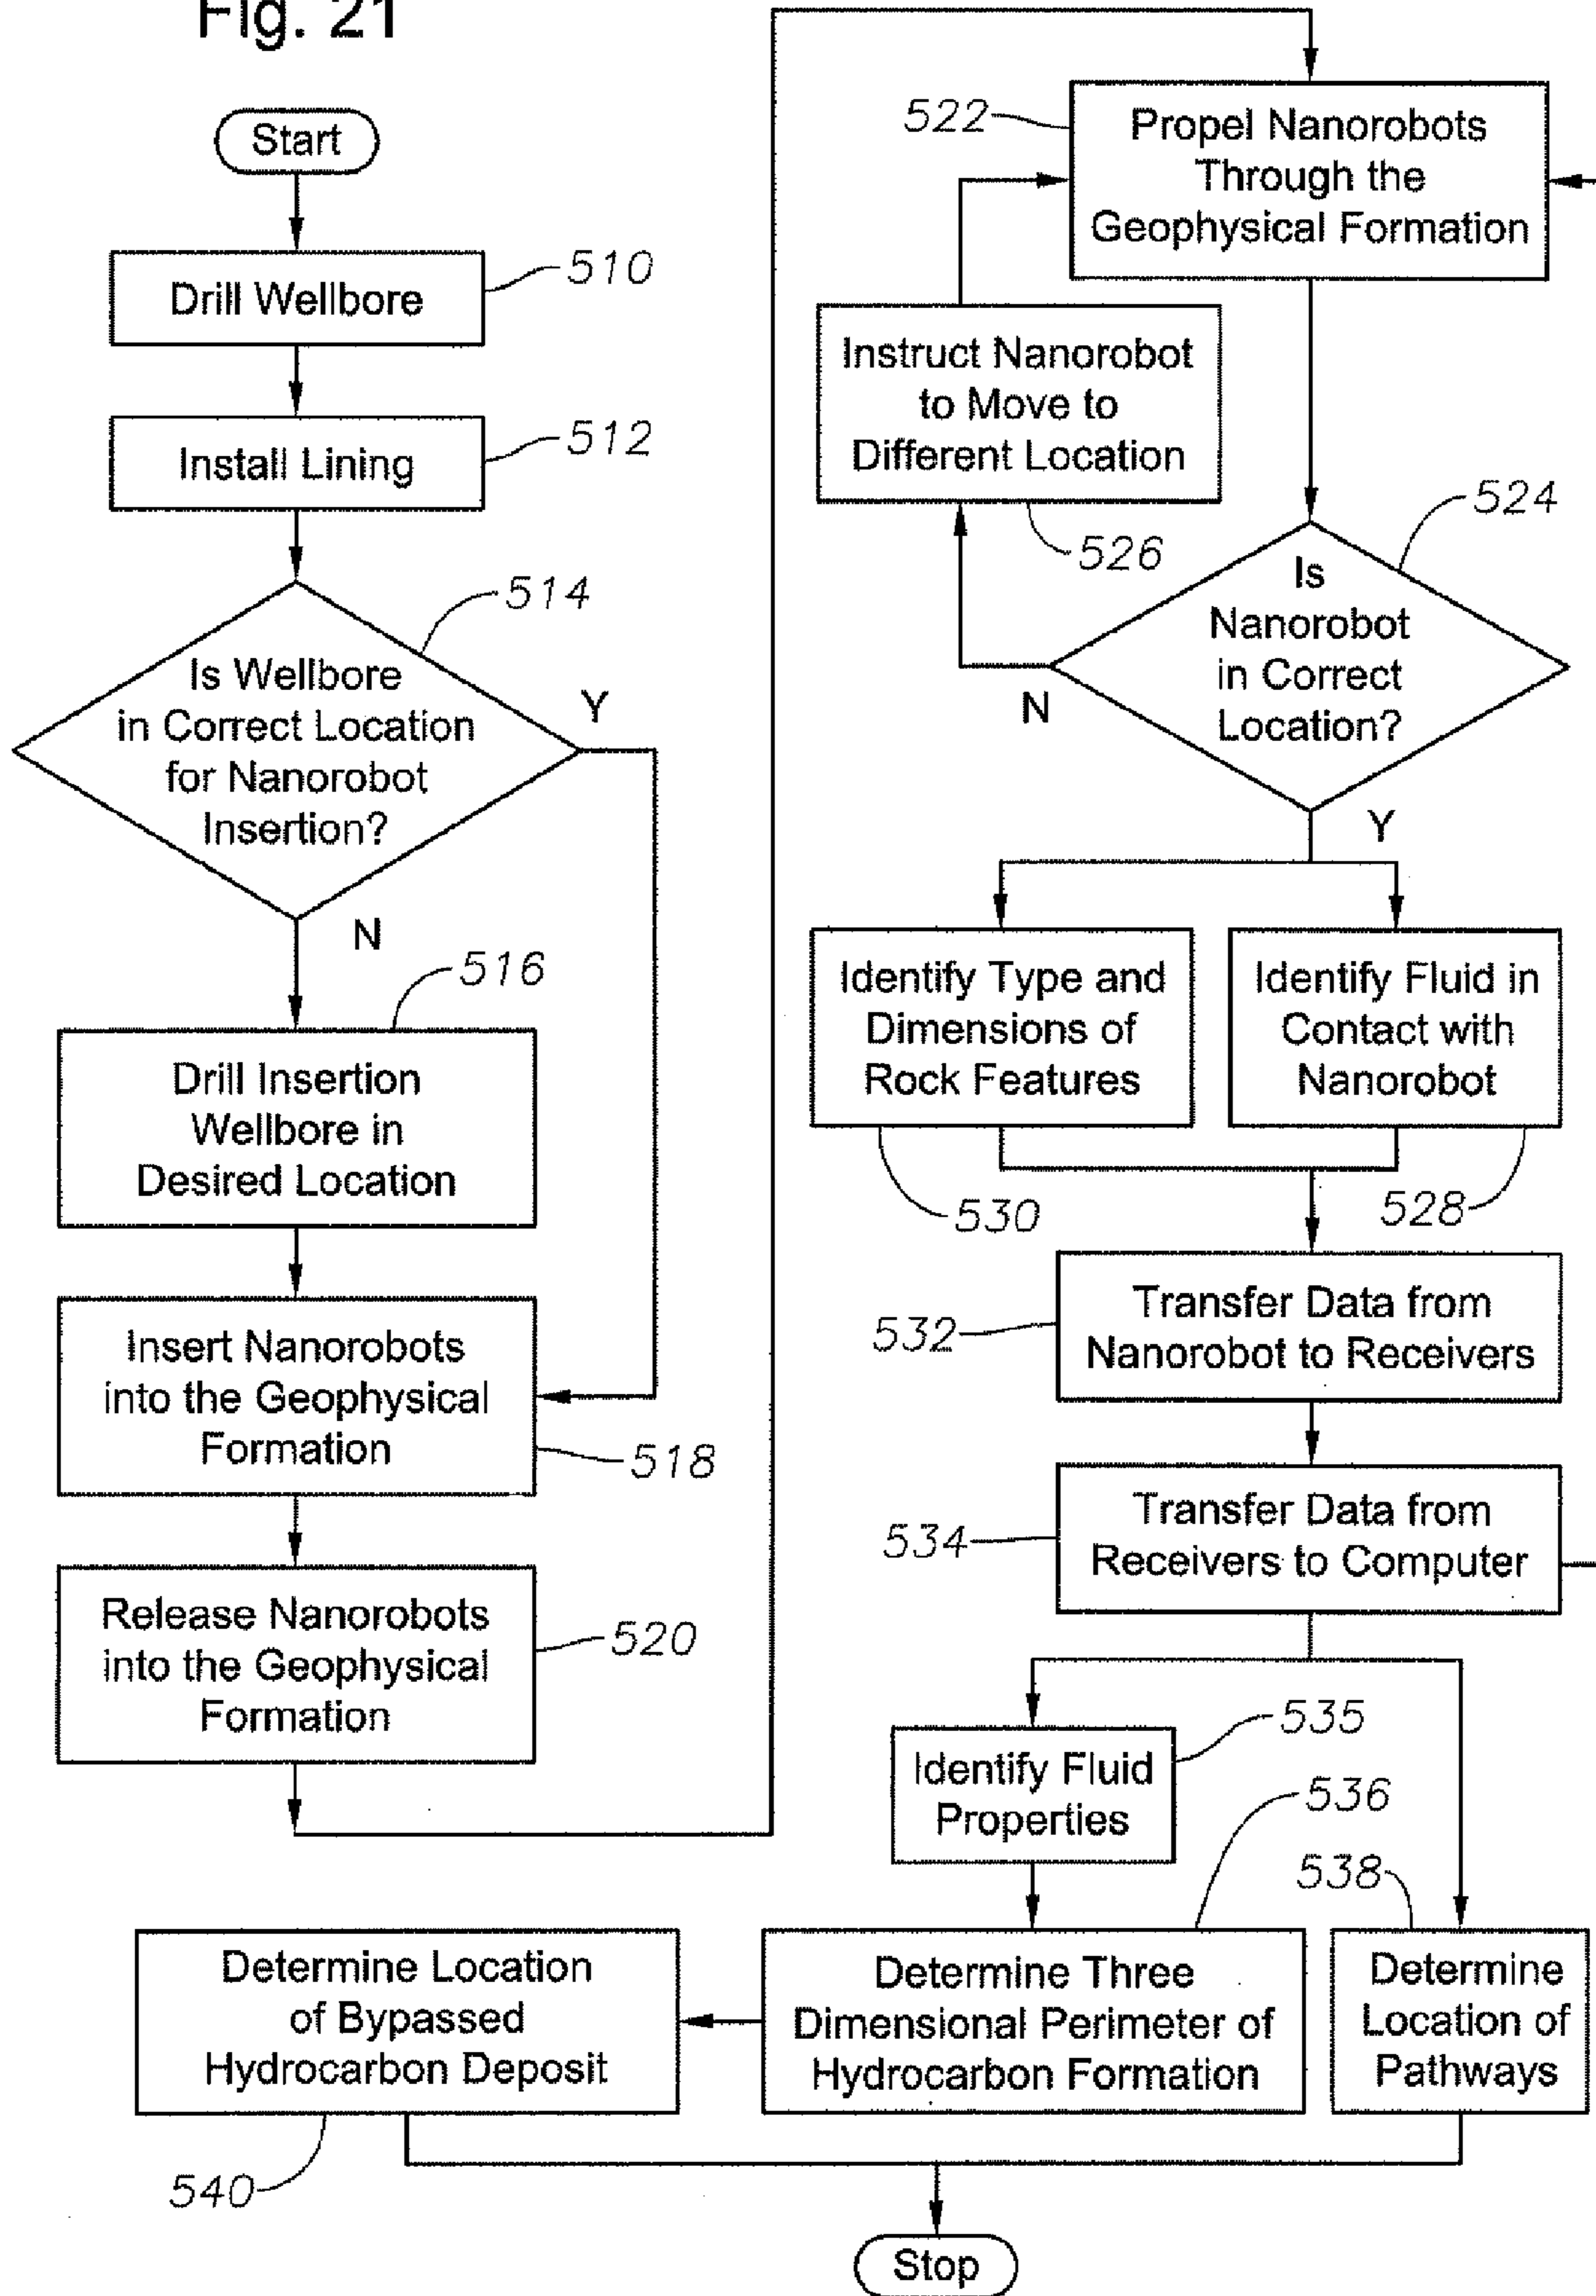 Fig. 21
Start
Drill Wellbore
510
Install Lining
512
514
Is Wellbore
in Correct Location
for Nanorobot
Insertion?
Y
N
516
Drill Insertion
Wellbore in
Desired Location
Insert Nanorobots
into the Geophysical
Formation
518
Release Nanorobots
into the Geophysical
Formation
520
522
Propel Nanorobots
Through the
Geophysical Formation
Instruct Nanorobot
to Move to
Different Location
526
524
Is
Nanorobot
in Correct
Location?
N
Y
Identify Type and
Dimensions of
Rock Features
530
Identify Fluid in
Contact with
Nanorobot
528
532
Transfer Data from
Nanorobot to Receivers
534
Transfer Data from
Receivers to Computer
535
Identify Fluid
Properties
536
538
Determine Three
Dimensional Perimeter of
Hydrocarbon Formation
Determine
Location of
Pathways
Determine Location
of Bypassed
Hydrocarbon Deposit
540
Stop